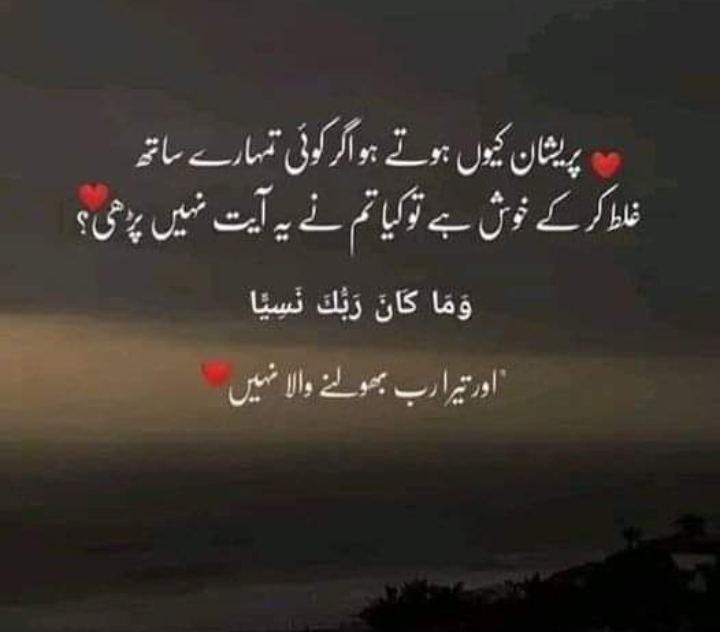 ❤ پریشان کیوں ہوتے ہو اگر کوئی تمہارے ساتھ
غلط کر کے خوش ہے تو کیا تم نے یہ آیت نہیں پڑھی؟ ❤
وَمَا كَانَ رَبُّكَ نَسِيًّا
"اور تیرا رب بھولنے والا نہیں ❤